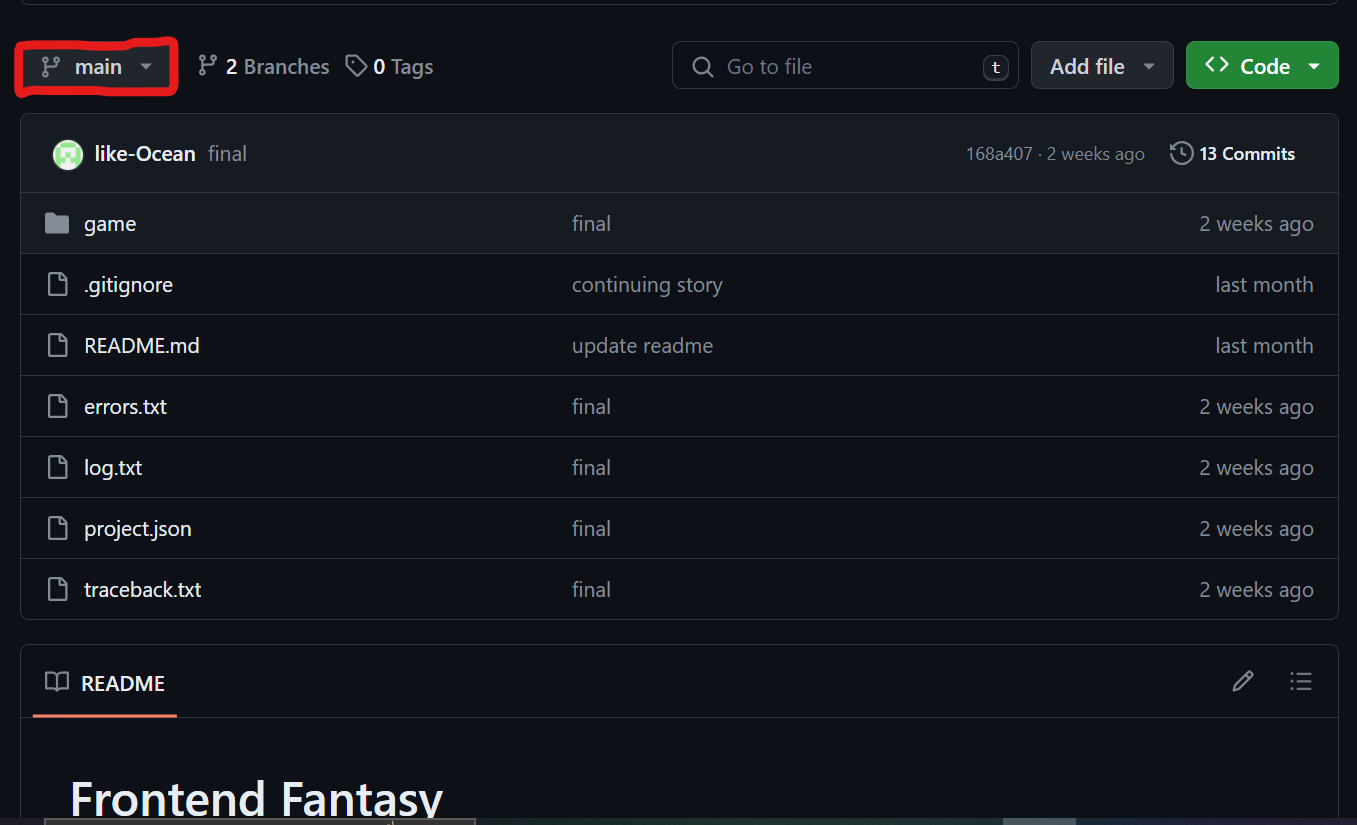 main 2 Branches 0 Tags Go to file t Add file Code
like-Ocean final 168a407 · 2 weeks ago 13 Commits
game final 2 weeks ago
.gitignore continuing story last month
README.md update readme last month
errors.txt final 2 weeks ago
log.txt final 2 weeks ago
project.json final 2 weeks ago
traceback.txt final 2 weeks ago
README
Frontend Fantasy